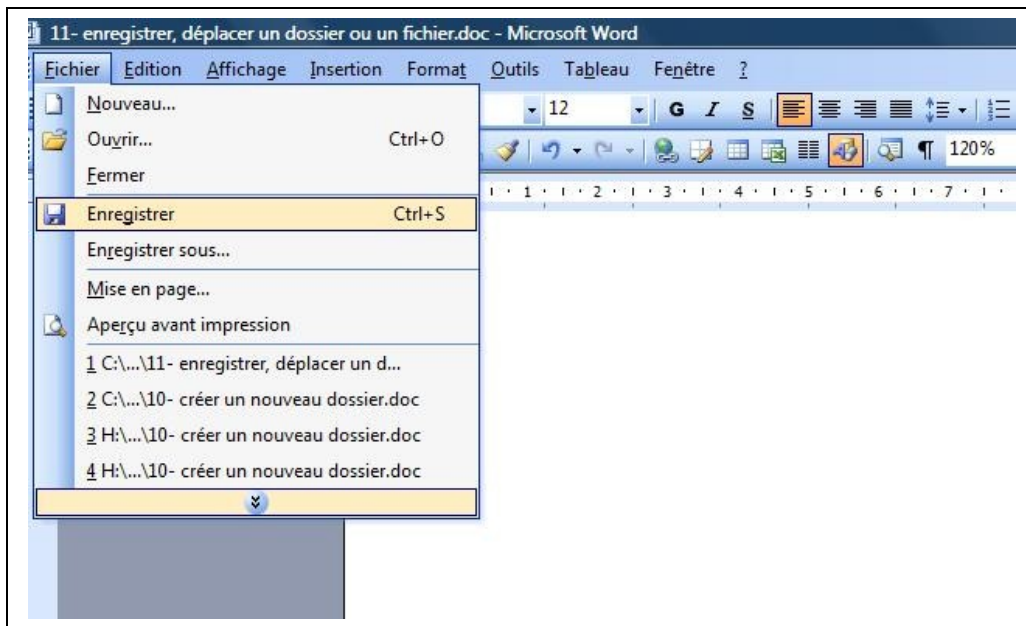 11- enregistrer, déplacer un dossier ou un fichier.doc - Microsoft Word
Fichier Edition Affichage Insertion Format Outils Tableau Fenêtre ?
12 G I S
120%
Nouveau...
Ouvrir... Ctrl+O
Fermer
1 2 3 4 5 6 7
Enregistrer Ctrl+S
Enregistrer sous...
Mise en page...
Aperçu avant impression
1 C:\...\11- enregistrer, déplacer un d...
2 C:\...\10- créer un nouveau dossier.doc
3 H:\...\10- créer un nouveau dossier.doc
4 H:\...\10- créer un nouveau dossier.doc